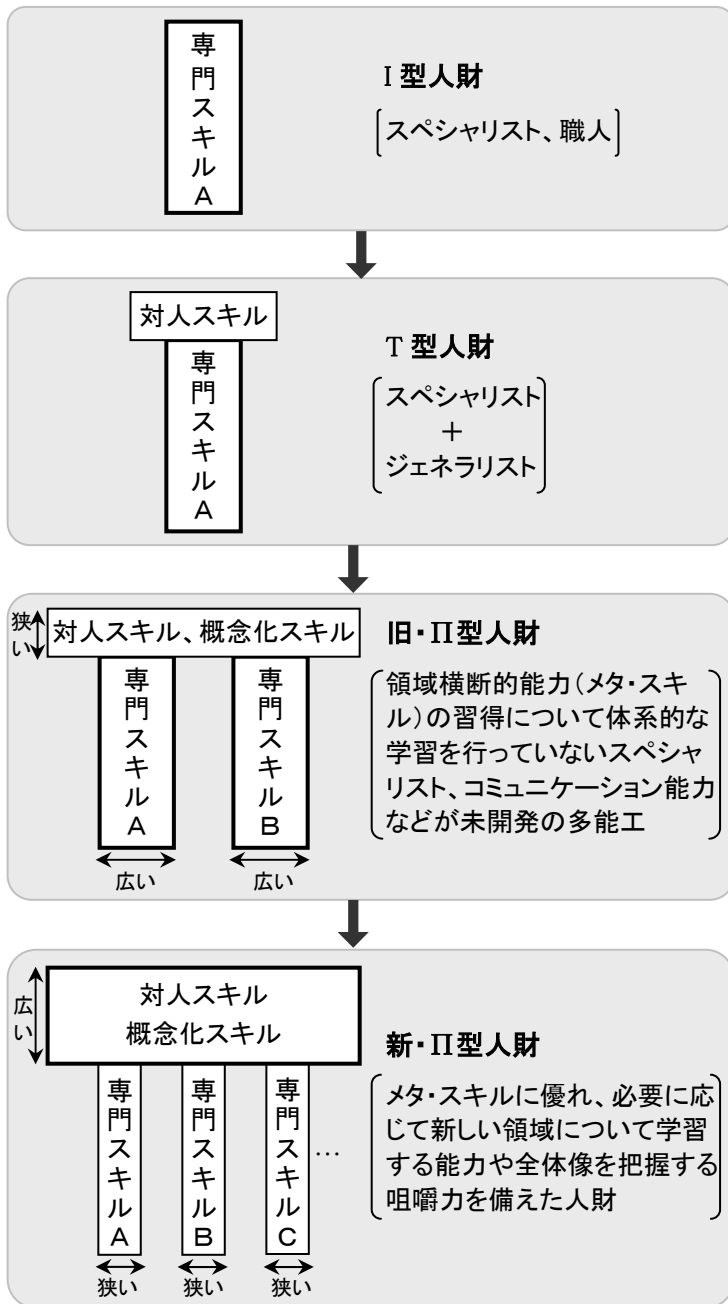 専門スキルA
I 型人財
スペシャリスト、職人
対人スキル
専門スキルA
T 型人財
スペシャリスト
+
ジェネラリスト
狭い
対人スキル、概念化スキル
専門スキルA
専門スキルB
広い
広い
旧・Π型人財
領域横断的能力(メタ・スキ
ル)の習得について体系的な
学習を行っていないスペシャ
リスト、コミュニケーション能力
などが未開発の多能工
広い
対人スキル
概念化スキル
専門スキルA
専門スキルB
専門スキルC
…
狭い
狭い
狭い
新・Π型人財
メタ・スキルに優れ、必要に応
じて新しい領域について学習
する能力や全体像を把握する
咀嚼力を備えた人財